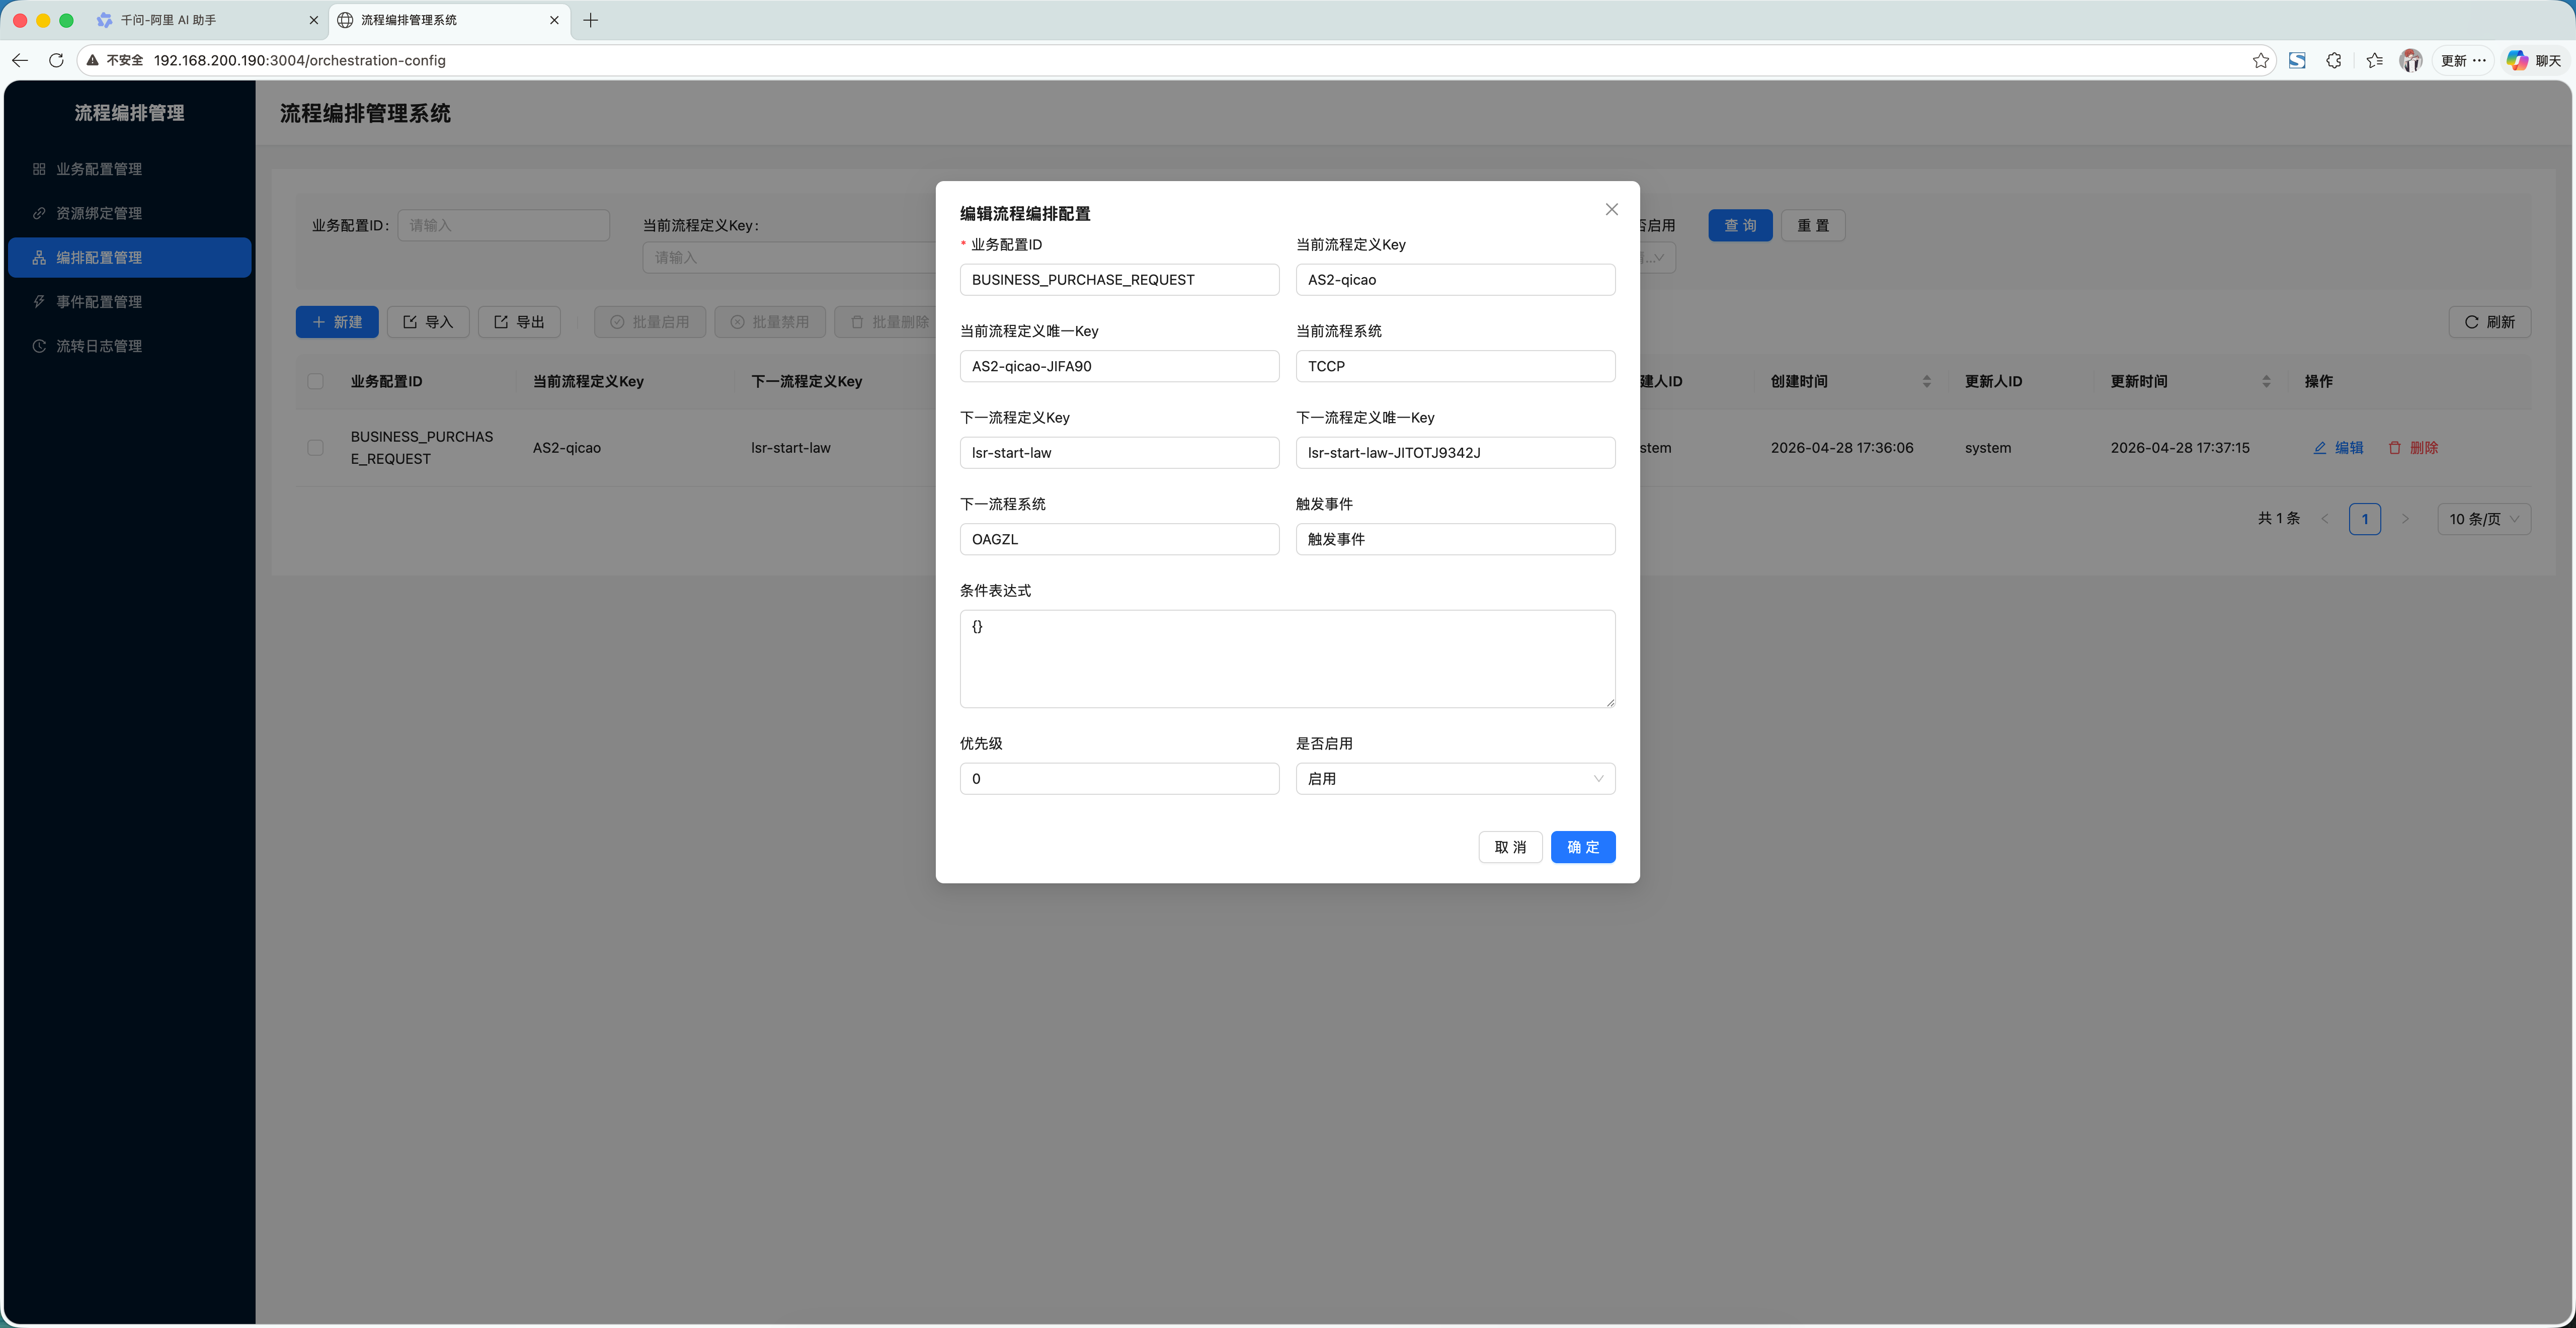 千问-阿里 AI 助手
流程编排管理系统
不安全 192.168.200.190:3004/orchestration-config
更新
聊天
流程编排管理
业务配置管理
资源绑定管理
编排配置管理
事件配置管理
流转日志管理
流程编排管理系统
业务配置ID: 请输入
当前流程定义Key:
请输入
否启用
查 询
重 置
新建
导入
导出
批量启用
批量禁用
批量删除
刷新
业务配置ID 当前流程定义Key 下一流程定义Key 建人ID 创建时间 更新人ID 更新时间 操作
BUSINESS_PURCHAS
E_REQUEST
AS2-qicao lsr-start-law stem 2026-04-28 17:36:06 system 2026-04-28 17:37:15 编辑 删除
共 1 条 1 10 条/页
编辑流程编排配置
* 业务配置ID
BUSINESS_PURCHASE_REQUEST
当前流程定义Key
AS2-qicao
当前流程定义唯一Key
AS2-qicao-JIFA90
当前流程系统
TCCP
下一流程定义Key
lsr-start-law
下一流程定义唯一Key
lsr-start-law-JITOTJ9342J
下一流程系统
OAGZL
触发事件
触发事件
条件表达式
{}
优先级
0
是否启用
启用
取 消
确 定